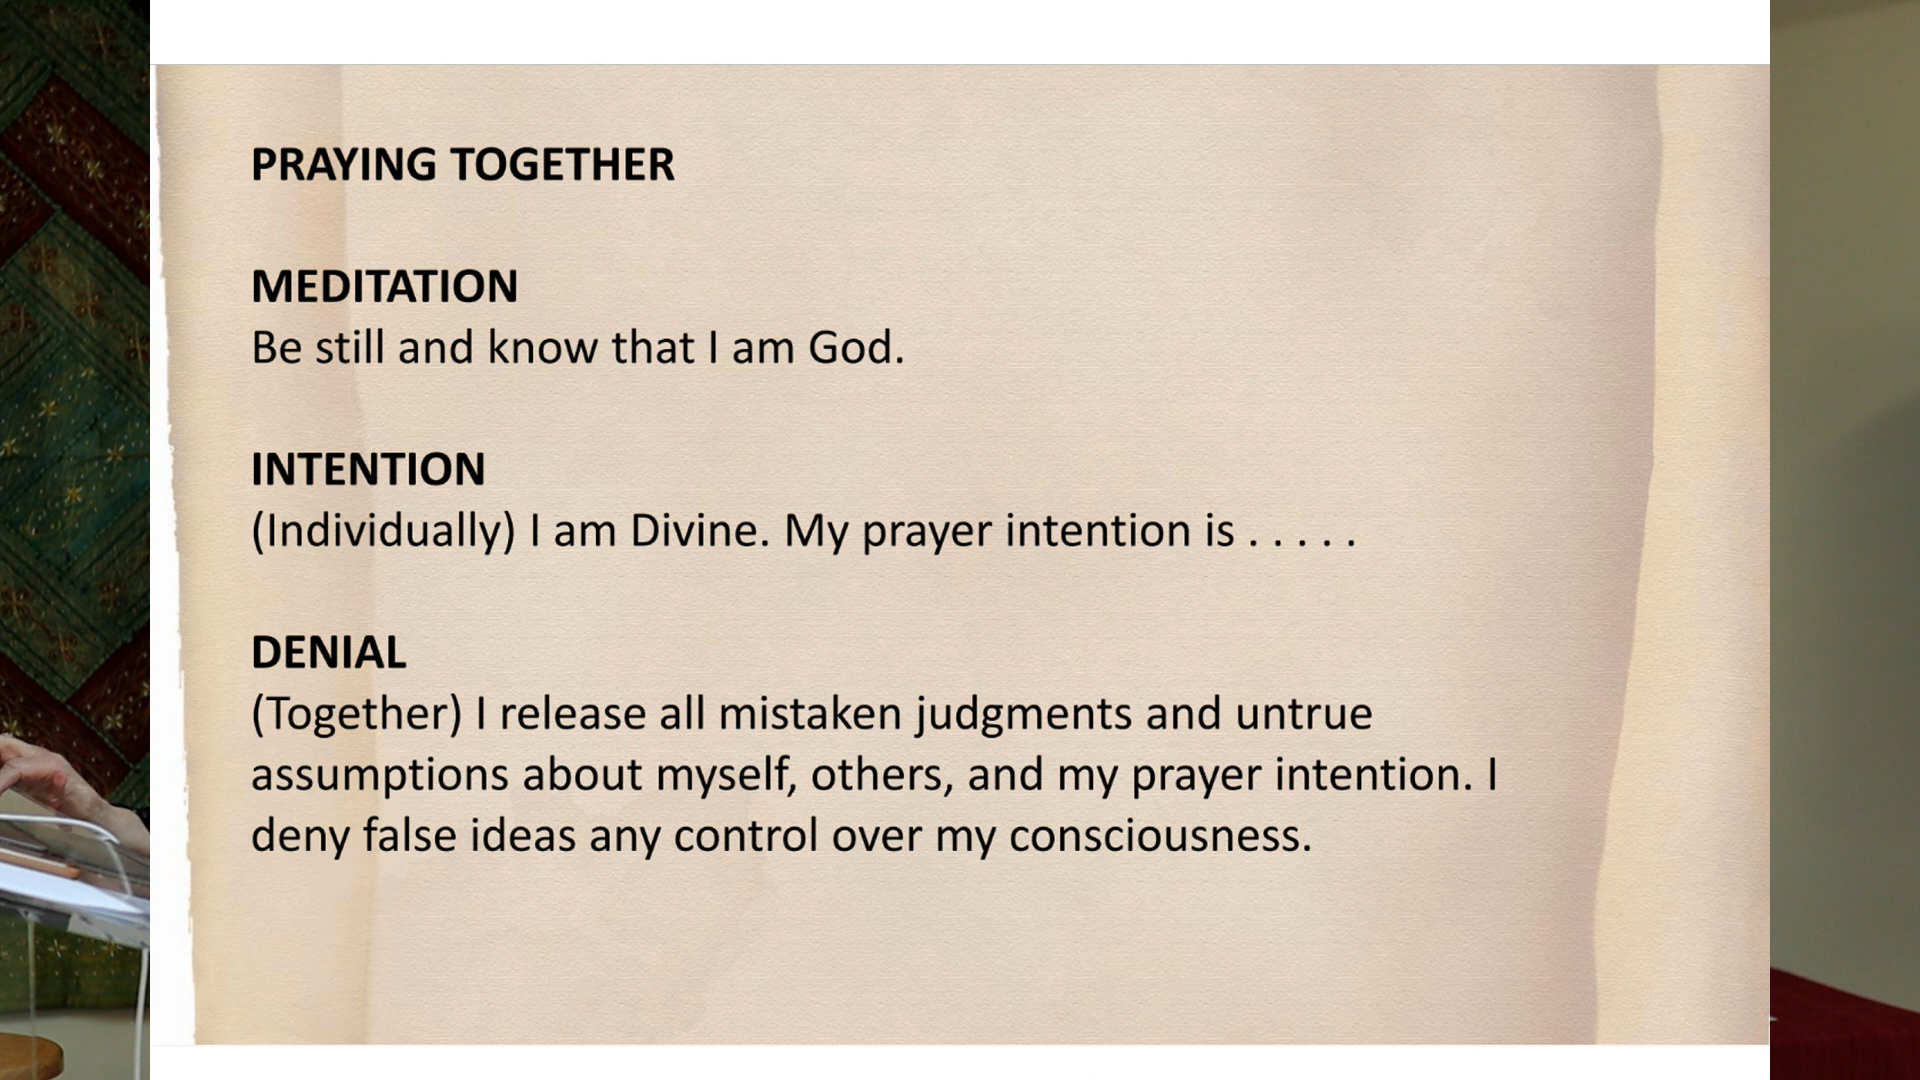 PRAYING TOGETHER
MEDITATION
Be still and know that I am God.
INTENTION
(Individually) I am Divine. My prayer intention is . . . . .
DENIAL
(Together) I release all mistaken judgments and untrue
assumptions about myself, others, and my prayer intention. I
deny false ideas any control over my consciousness.